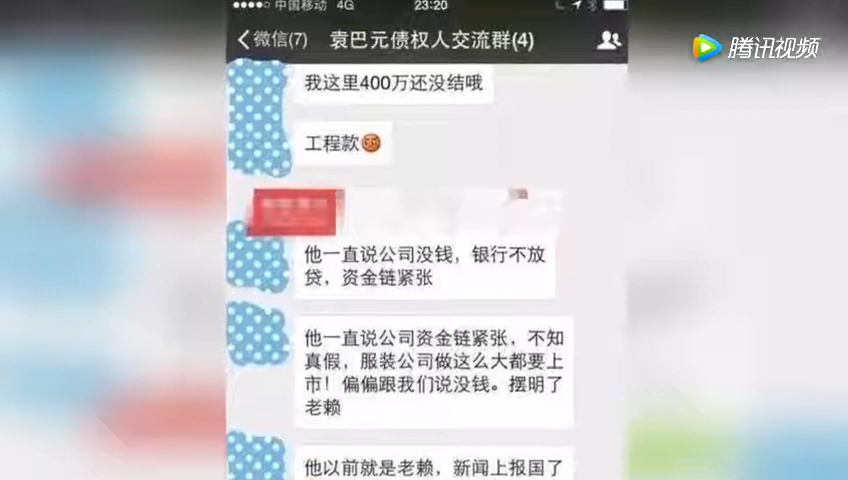 中国移动 4G 23:20
腾讯视频
微信(7) 袁巴元债权人交流群(4)
我这里400万还没结哦
工程款
他一直说公司没钱，银行不放
贷，资金链紧张
他一直说公司资金链紧张，不知
真假，服装公司做这么大都要上
市！偏偏跟我们说没钱。摆明了
老赖
他以前就是老赖，新闻上报国了